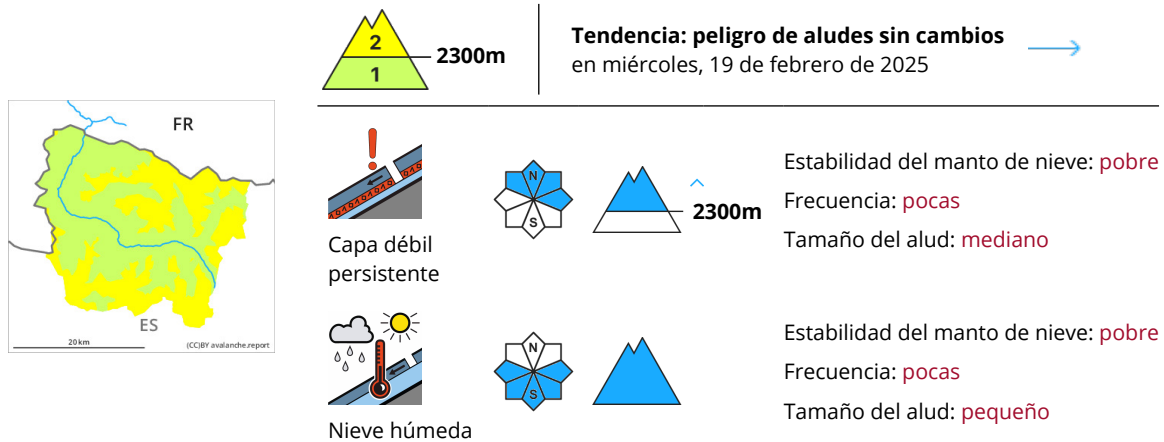 2
1
2300m
Tendencia: peligro de aludes sin cambios
en miércoles, 19 de febrero de 2025
FR
ES
20 km
(CC)BY avalanche.report
Capa débil
persistente
N
S
2300m
Estabilidad del manto de nieve: pobre
Frecuencia: pocas
Tamaño del alud: mediano
Nieve húmeda
N
S
Estabilidad del manto de nieve: pobre
Frecuencia: pocas
Tamaño del alud: pequeño